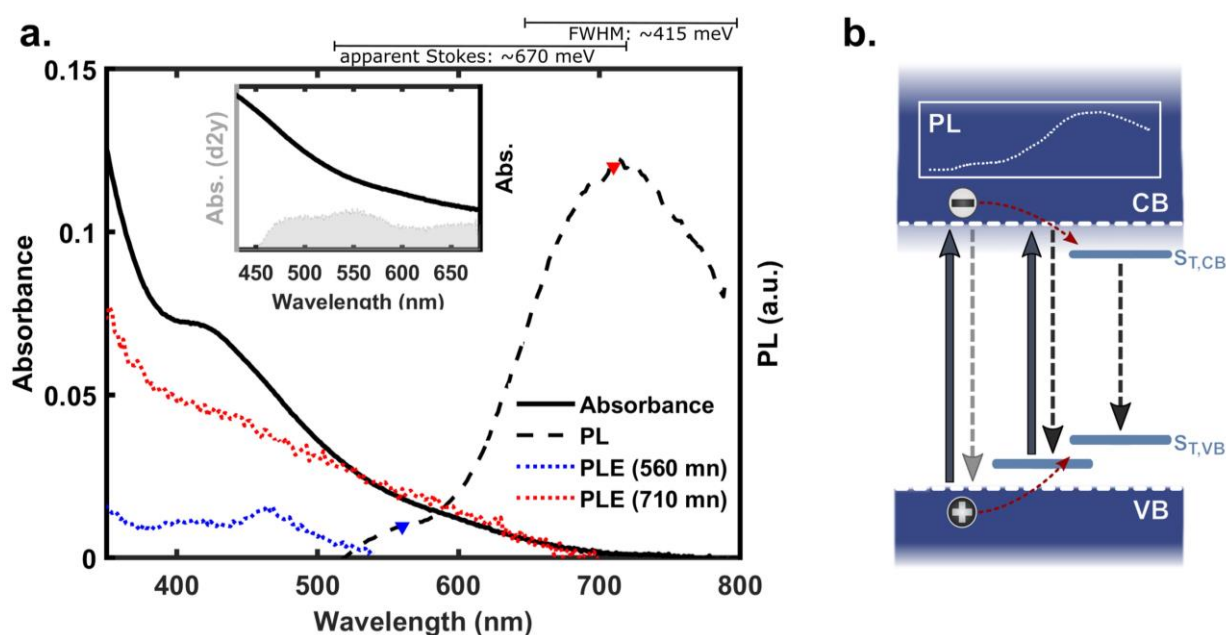 a.
FWHM: ~415 meV
apparent Stokes: ~670 meV
0.15
0.1
0.05
0
Absorbance
400
500
600
700
800
Wavelength (nm)
PL (a.u.)
Abs. (d2y)
Abs.
450
500
550
600
650
Wavelength (nm)
Absorbance
PL
PLE (560 mn)
PLE (710 mn)
b.
PL
CB
ST,CB
ST,VB
VB